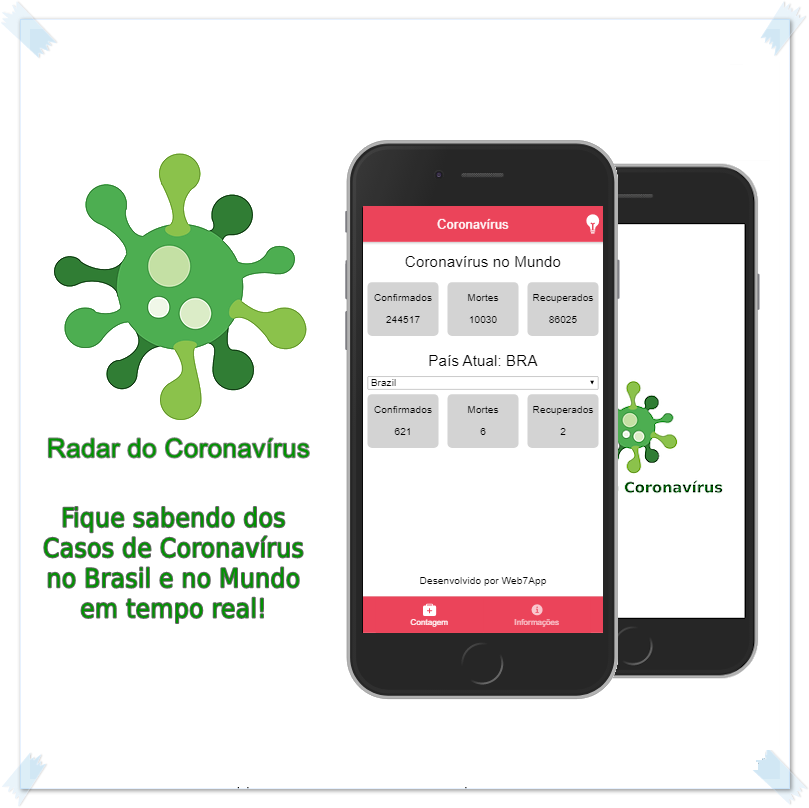 Radar do Coronavírus
Fique sabendo dos
Casos de Coronavírus
no Brasil e no Mundo
em tempo real!
Coronavírus
Coronavírus no Mundo
Confirmados Mortes Recuperados
244517 10030 86025
País Atual: BRA
Brazil
Confirmados Mortes Recuperados
621 6 2
Desenvolvido por Web7App
Contagem Informações
Coronavírus